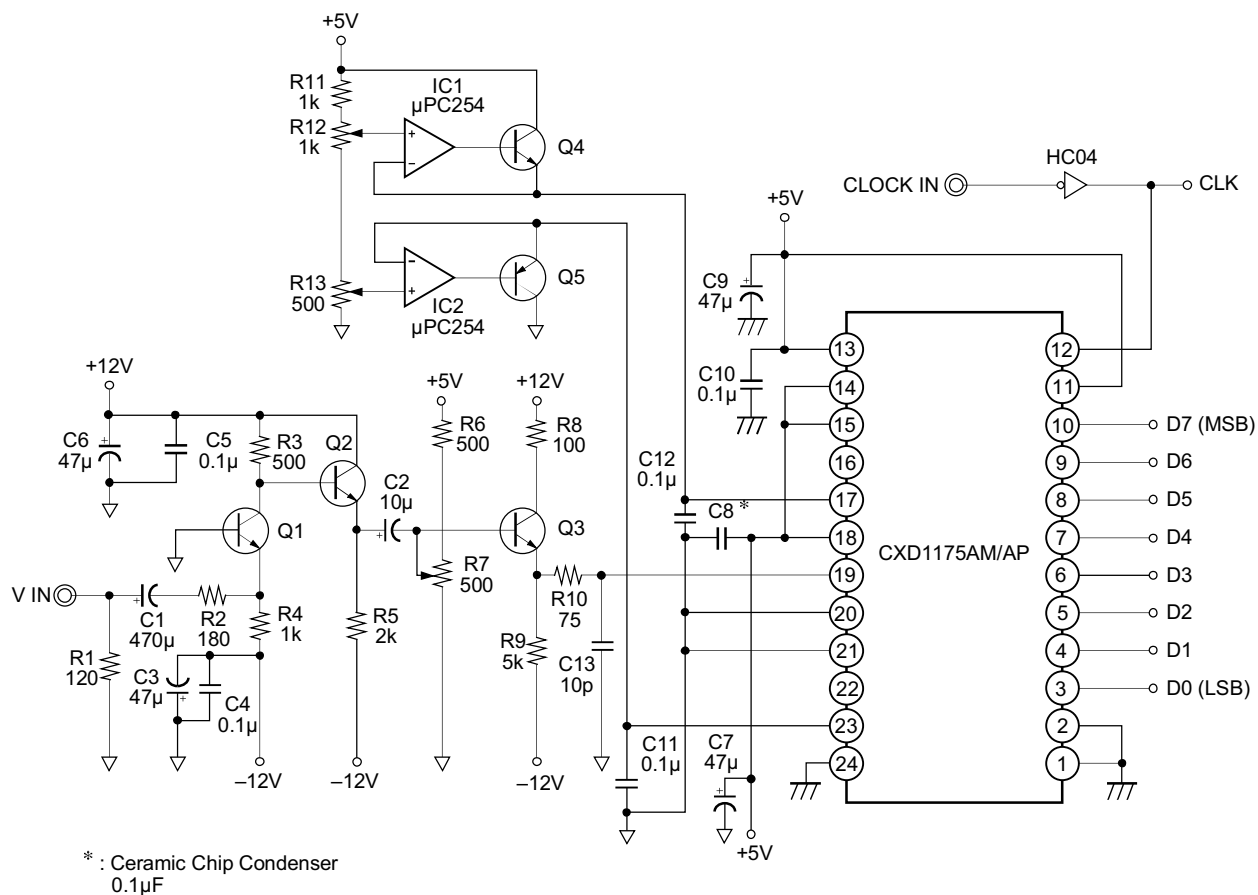 +5V
R11
1k
R12
1k
IC1
µPC254
Q4
HC04
CLOCK IN
CLK
+5V
Q5
R13
500
IC2
µPC254
C9
47µ
C10
0.1µ
+12V
C6
47µ
C5
0.1µ
R3
500
Q2
+5V
R6
500
+12V
R8
100
C2
10µ
Q1
Q3
R7
500
V IN
C1
470µ
R2
180
R4
1k
R1
120
C3
47µ
C4
0.1µ
R5
2k
R10
75
R9
5k
C13
10p
–12V
–12V
–12V
C12
0.1µ
C8 *
C11
0.1µ
C7
47µ
+5V
+
–
–
+
+
+
+
+
+
+
13
14
15
16
17
18
19
20
21
22
23
24
CXD1175AM/AP
12
11
10 D7 (MSB)
9 D6
8 D5
7 D4
6 D3
5 D2
4 D1
3 D0 (LSB)
2
1
* : Ceramic Chip Condenser
0.1µF